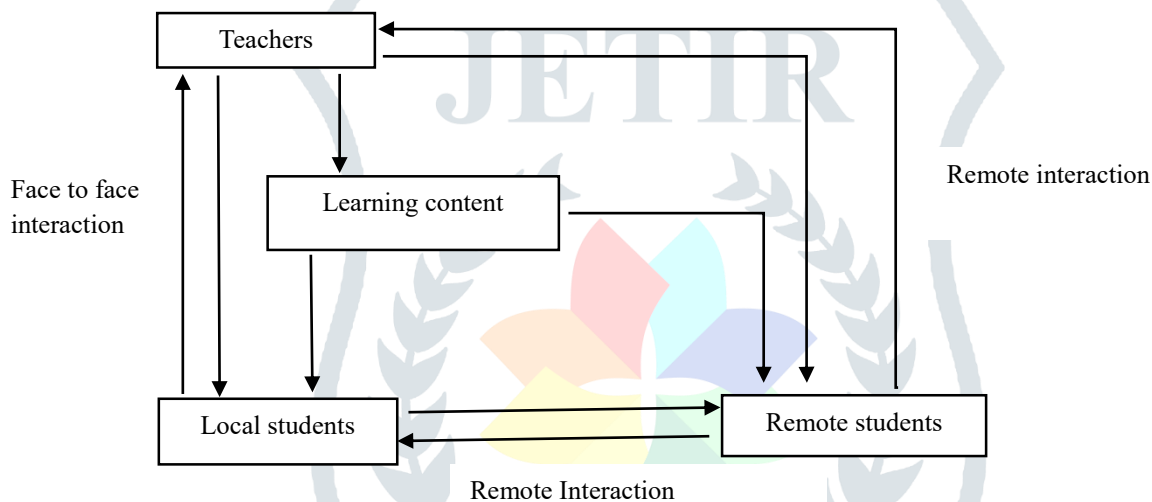 JETIR
Teachers
Face to face
interaction
Learning content
Remote interaction
Local students
Remote students
Remote Interaction